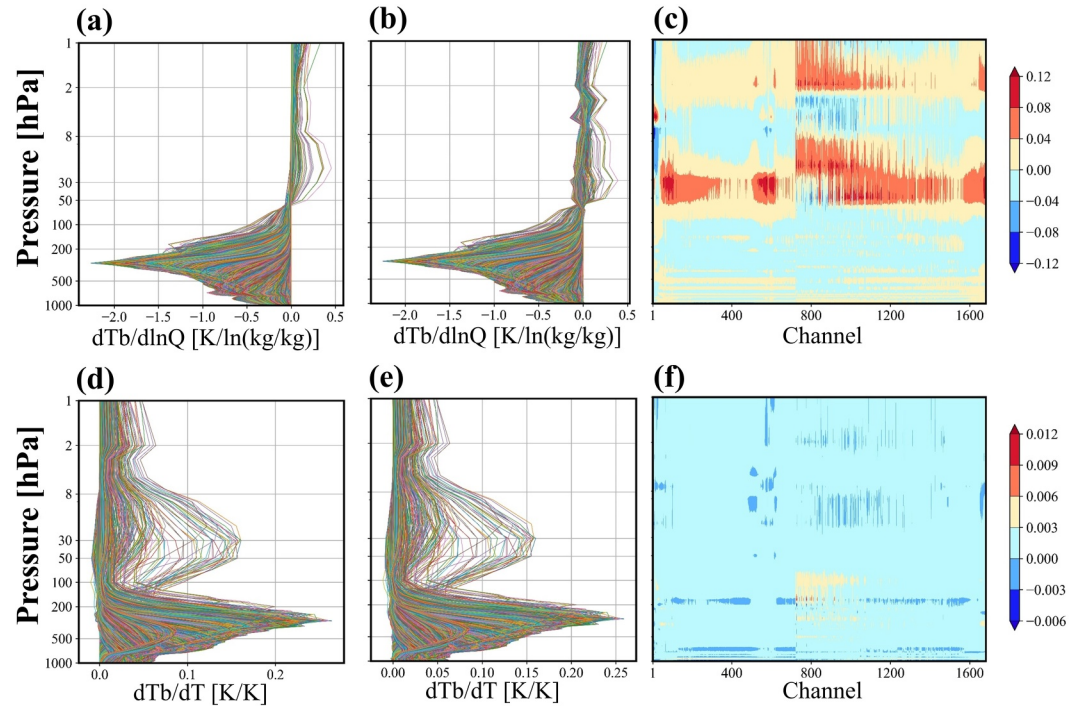 (a) (b) (c)
Pressure [hPa]
1
2
8
30
50
100
200
500
1000
−2.0 −1.5 −1.0 −0.5 0.0 0.5
dTb/dlnQ [K/ln(kg/kg)]
−2.0 −1.5 −1.0 −0.5 0.0 0.5
dTb/dlnQ [K/ln(kg/kg)]
1 400 800 1200 1600
Channel
0.12
0.08
0.04
0.00
−0.04
−0.08
−0.12
(d) (e) (f)
Pressure [hPa]
1
2
8
30
50
100
200
500
1000
0.0 0.1 0.2
dTb/dT [K/K]
0.00 0.05 0.10 0.15 0.20 0.25
dTb/dT [K/K]
1 400 800 1200 1600
Channel
0.012
0.009
0.006
0.003
0.000
−0.003
−0.006